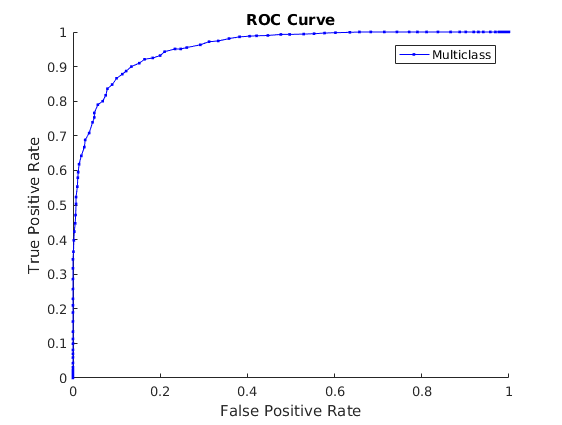 ROC Curve
Multiclass
True Positive Rate
1
0.9
0.8
0.7
0.6
0.5
0.4
0.3
0.2
0.1
0
0 0.2 0.4 0.6 0.8 1
False Positive Rate